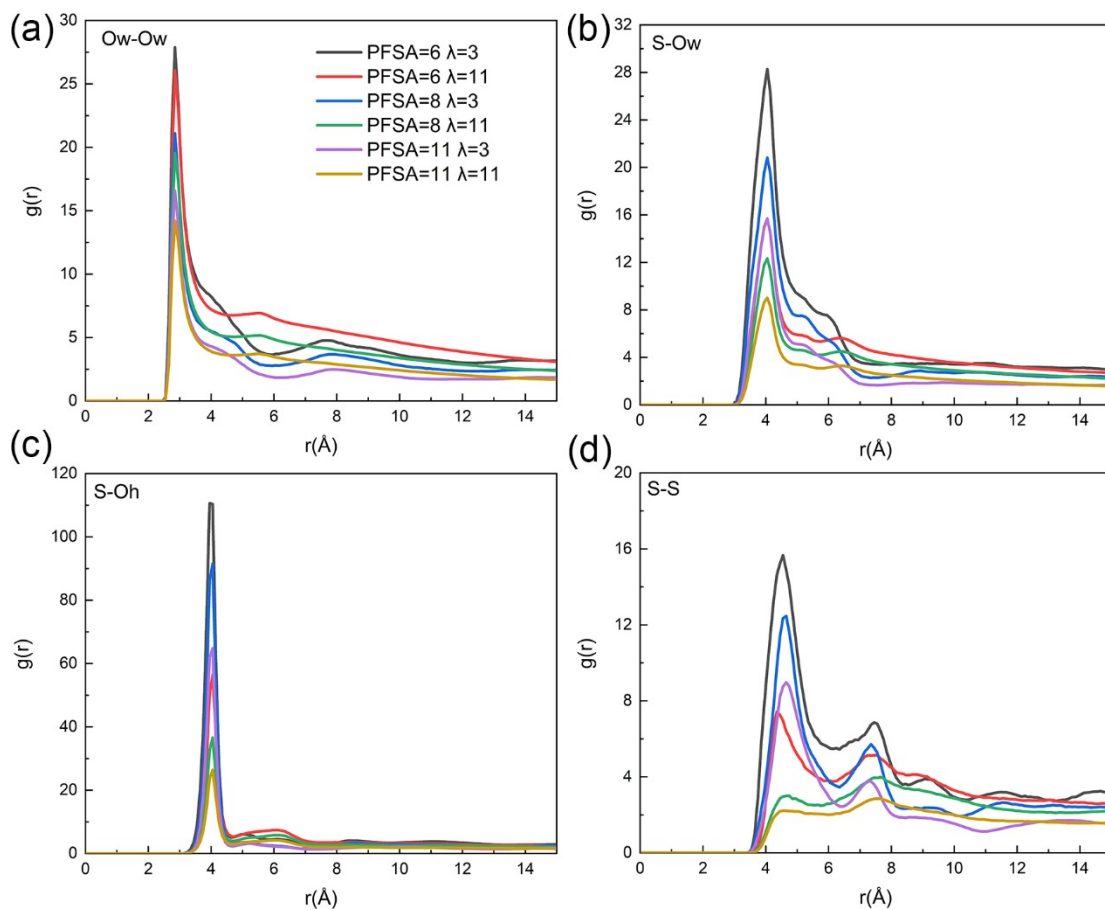 (a)
Ow-Ow
PFSA=6 λ=3
PFSA=6 λ=11
PFSA=8 λ=3
PFSA=8 λ=11
PFSA=11 λ=3
PFSA=11 λ=11
30
25
20
15
10
5
0
g(r)
0 2 4 6 8 10 12 14
r(Å)
(b)
S-Ow
32
28
24
20
16
12
8
4
0
g(r)
0 2 4 6 8 10 12 14
r(Å)
(c)
S-Oh
120
100
80
60
40
20
0
g(r)
0 2 4 6 8 10 12 14
r(Å)
(d)
S-S
20
16
12
8
4
0
g(r)
0 2 4 6 8 10 12 14
r(Å)